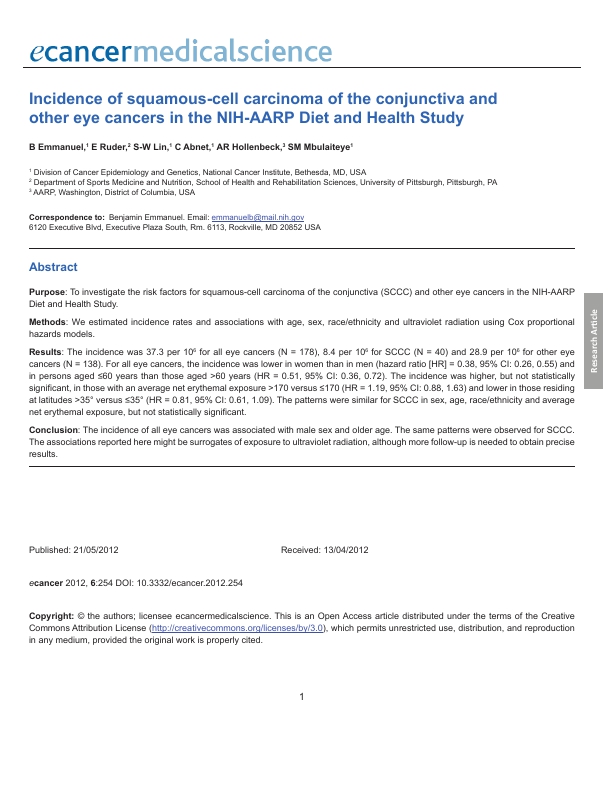 ecancermedicalscience
Incidence of squamous-cell carcinoma of the conjunctiva and
other eye cancers in the NIH-AARP Diet and Health Study
B Emmanuel,¹ E Ruder,² S-W Lin,¹ C Abnet,¹ AR Hollenbeck,³ SM Mbulaiteye¹
¹ Division of Cancer Epidemiology and Genetics, National Cancer Institute, Bethesda, MD, USA
² Department of Sports Medicine and Nutrition, School of Health and Rehabilitation Sciences, University of Pittsburgh, Pittsburgh, PA
³ AARP, Washington, District of Columbia, USA
Correspondence to: Benjamin Emmanuel. Email: emmanuelb@mail.nih.gov
6120 Executive Blvd, Executive Plaza South, Rm. 6113, Rockville, MD 20852 USA
Abstract
Purpose: To investigate the risk factors for squamous-cell carcinoma of the conjunctiva (SCCC) and other eye cancers in the NIH-AARP
Diet and Health Study.
Methods: We estimated incidence rates and associations with age, sex, race/ethnicity and ultraviolet radiation using Cox proportional
hazards models.
Results: The incidence was 37.3 per 10⁶ for all eye cancers (N = 178), 8.4 per 10⁶ for SCCC (N = 40) and 28.9 per 10⁶ for other eye
cancers (N = 138). For all eye cancers, the incidence was lower in women than in men (hazard ratio [HR] = 0.38, 95% CI: 0.26, 0.55) and
in persons aged ≤60 years than those aged >60 years (HR = 0.51, 95% CI: 0.36, 0.72). The incidence was higher, but not statistically
significant, in those with an average net erythemal exposure >170 versus ≤170 (HR = 1.19, 95% CI: 0.88, 1.63) and lower in those residing
at latitudes >35° versus ≤35° (HR = 0.81, 95% CI: 0.61, 1.09). The patterns were similar for SCCC in sex, age, race/ethnicity and average
net erythemal exposure, but not statistically significant.
Conclusion: The incidence of all eye cancers was associated with male sex and older age. The same patterns were observed for SCCC.
The associations reported here might be surrogates of exposure to ultraviolet radiation, although more follow-up is needed to obtain precise
results.
Research Article
Published: 21/05/2012 Received: 13/04/2012
ecancer 2012, 6:254 DOI: 10.3332/ecancer.2012.254
Copyright: © the authors; licensee ecancermedicalscience. This is an Open Access article distributed under the terms of the Creative
Commons Attribution License (http://creativecommons.org/licenses/by/3.0), which permits unrestricted use, distribution, and reproduction
in any medium, provided the original work is properly cited.
1